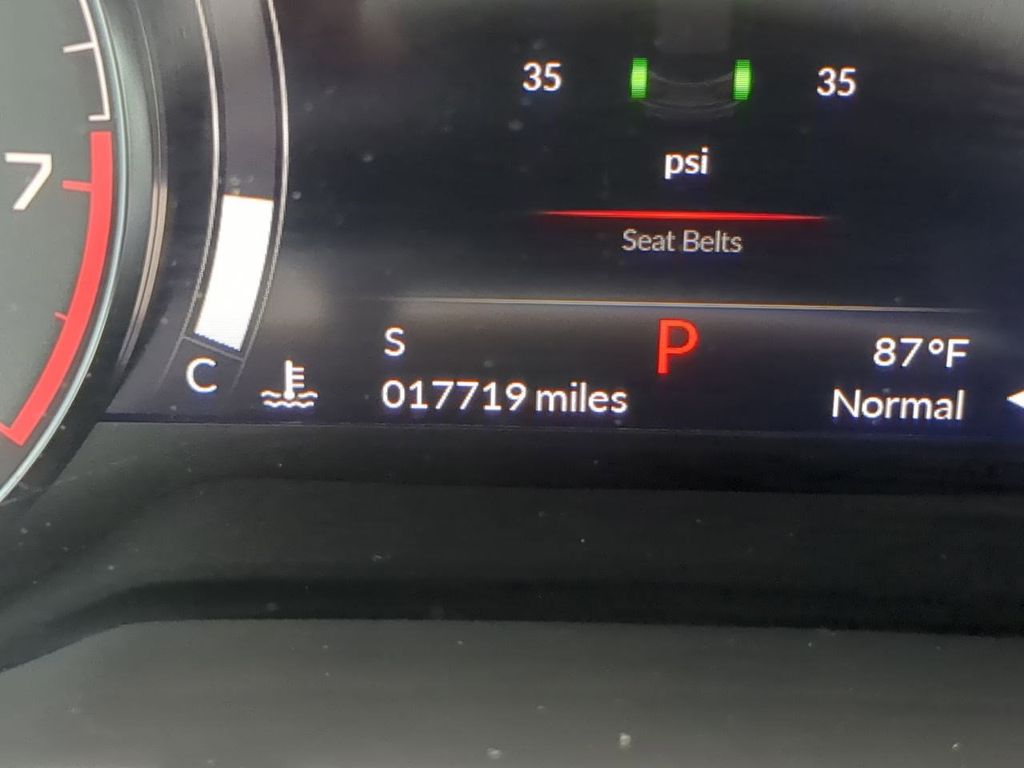 35 35
7
psi
Seat Belts
S P 87°F
C
017719 miles Normal